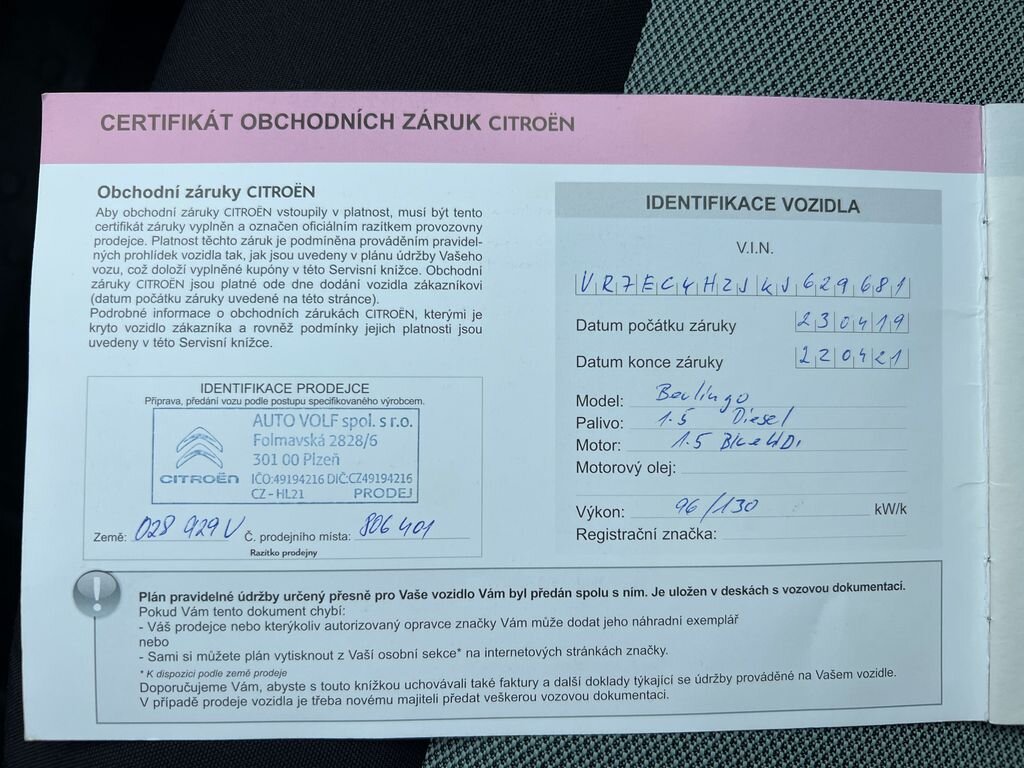 CERTIFIKÁT OBCHODNÍCH ZÁRUK CITROËN
Obchodní záruky CITROËN
Aby obchodní záruky CITROËN vstoupily v platnost, musí být tento
certifikát záruky vyplněn a označen oficiálním razítkem provozovny
prodejce. Platnost těchto záruk je podmíněna prováděním pravidel-
ných prohlídek vozidla tak, jak jsou uvedeny v plánu údržby Vašeho
vozu, což doloží vyplněné kupóny v této Servisní knížce. Obchodní
záruky CITROËN jsou platné ode dne dodání vozidla zákazníkovi
(datum počátku záruky uvedené na této stránce).
Podrobné informace o obchodních zárukách CITROËN, kterými je
kryto vozidlo zákazníka a rovněž podmínky jejich platnosti jsou
uvedeny v této Servisní knížce.
IDENTIFIKACE PRODEJCE
Příprava, předání vozu podle postupu specifikovaného výrobcem.
AUTO VOLF spol. s r.o.
Folmavská 2828/6
301 00 Plzeň
CITROËN IČO:49194216 DIČ:CZ49194216
CZ - HL21 PRODEJ
Země: 028 929V Č. prodejního místa: 806 401
Razítko prodejny
IDENTIFIKACE VOZIDLA
V.I.N.
VR7EC4HZJKJ629681
Datum počátku záruky 230419
Datum konce záruky 220421
Model: Berlingo
Palivo: 1.5 Diesel
Motor: 1.5 BlueHDi
Motorový olej:
Výkon: 96/130 kW/k
Registrační značka:
!
Plán pravidelné údržby určený přesně pro Vaše vozidlo Vám byl předán spolu s ním. Je uložen v deskách s vozovou dokumentací.
Pokud Vám tento dokument chybí:
- Váš prodejce nebo kterýkoliv autorizovaný opravce značky Vám může dodat jeho náhradní exemplář
nebo
- Sami si můžete plán vytisknout z Vaší osobní sekce* na internetových stránkách značky.
* K dispozici podle země prodeje
Doporučujeme Vám, abyste s touto knížkou uchovávali také faktury a další doklady týkající se údržby prováděné na Vašem vozidle.
V případě prodeje vozidla je třeba novému majiteli předat veškerou vozovou dokumentaci.